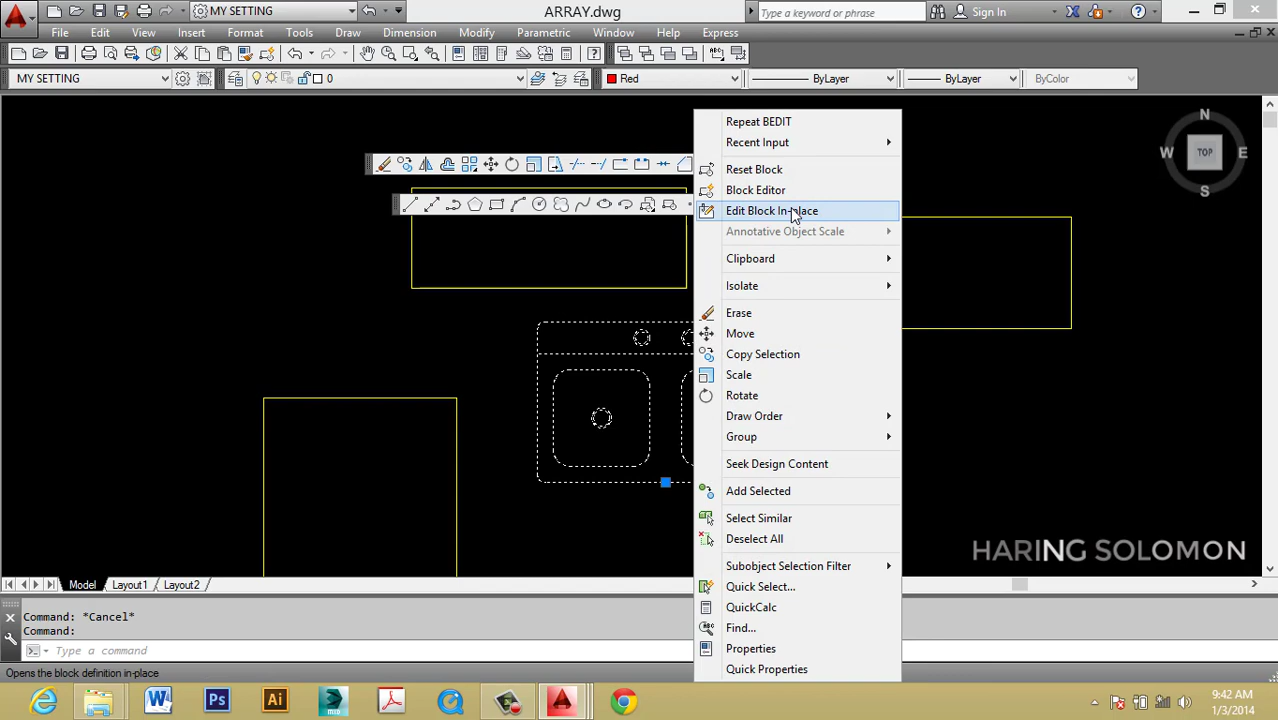 MY SETTING
ARRAY.dwg
Type a keyword or phrase
Sign In
File Edit View Insert Format Tools Draw Dimension Modify Parametric Window Help Express
MY SETTING
0
Red
ByLayer
ByLayer
ByColor
N
W TOP E
S
Repeat BEDIT
Recent Input
Reset Block
Block Editor
Edit Block In-place
Annotative Object Scale
Clipboard
Isolate
Erase
Move
Copy Selection
Scale
Rotate
Draw Order
Group
Seek Design Content
Add Selected
Select Similar
Deselect All
Subobject Selection Filter
Quick Select...
QuickCalc
Find...
Properties
Quick Properties
HARING SOLOMON
Model Layout1 Layout2
Command: *Cancel*
Command:
Type a command
Opens the block definition in-place
W Ps Ai
9:42 AM
1/3/2014